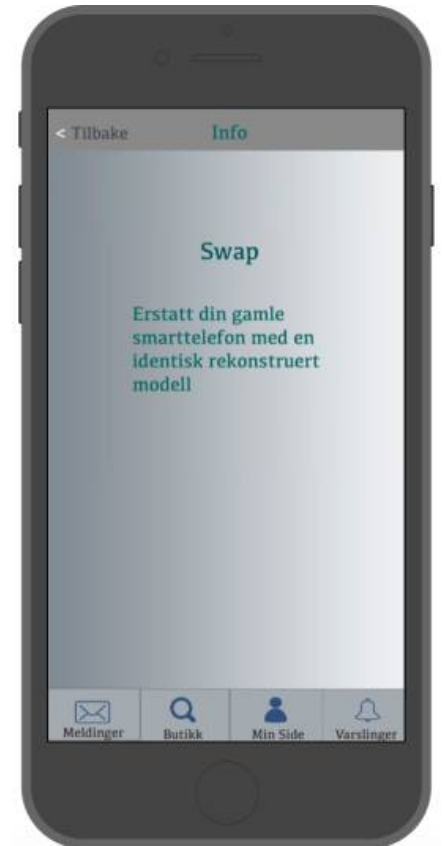 < Tilbake Info
Swap
Erstatt din gamle
smarttelefon med en
identisk rekonstruert
modell
Meldinger Butikk Min Side Varslinger